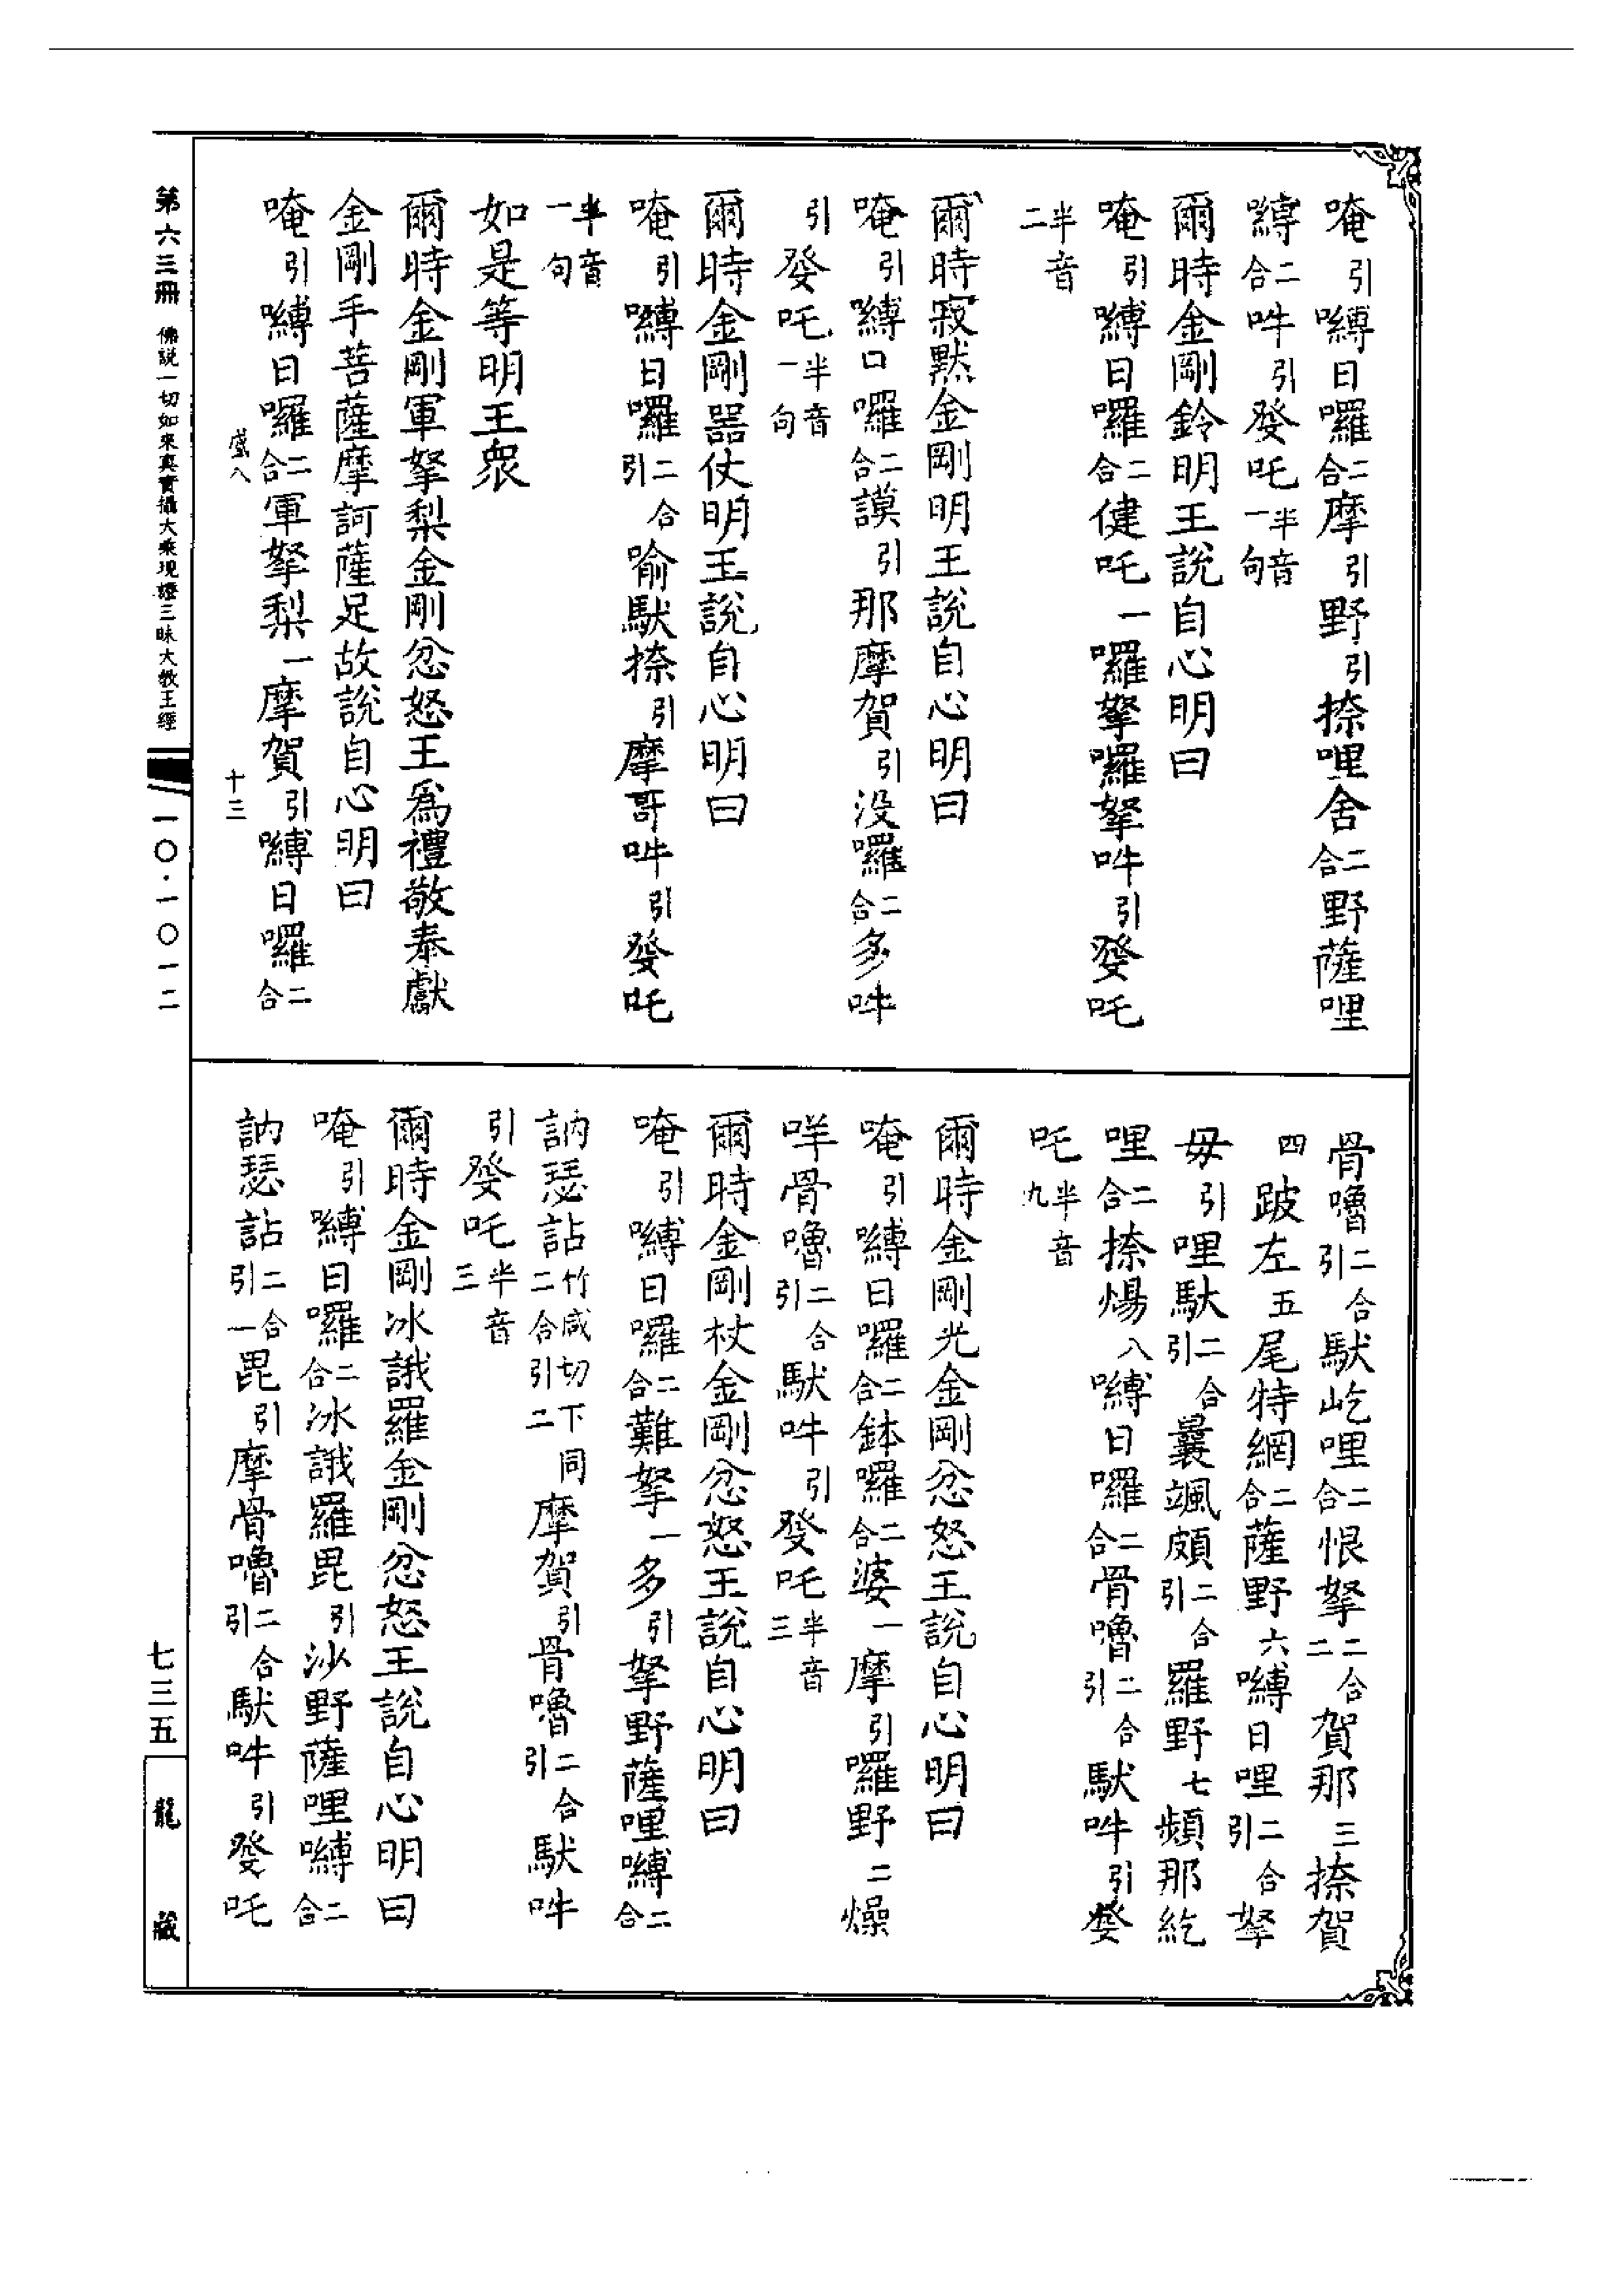 唵引嚩日囉二合摩引野引捺哩舍二合野薩哩
嚩二合吽引癹吒半音一句
爾時金剛鈴明王說自心明曰
唵引嚩日囉二合健吒一囉拏囉拏吽引癹吒
半音二
爾時寂默金剛明王說自心明曰
唵引嚩日囉二合謨引那摩賀引沒囉二合多吽
引癹吒半音一句
爾時金剛器仗明王說自心明曰
唵引嚩日囉二合引喻馱捺引摩哥吽引癹吒
半音一句
如是等明王衆
爾時金剛軍拏梨金剛忿怒王爲禮敬奉獻
金剛手菩薩摩訶薩足故說自心明曰
唵引嚩日囉二合軍拏梨一摩賀引嚩日囉二合
盛八 十三
骨嚕二合引馱屹哩二合恨拏二合二賀那三捺賀
四跛左五尾特網二合薩野六嚩日哩二合引拏
毋引哩馱二合引曩颯頗二合引羅野七頻那紇
哩二合捺煬八嚩日囉二合骨嚕二合引馱吽引癹
吒半音九
爾時金剛光金剛忿怒王說自心明曰
唵引嚩日囉二合鉢囉二合婆一摩引囉野二燥
咩骨嚕二合引馱吽引癹吒半音三
爾時金剛杖金剛忿怒王說自心明曰
唵引嚩日囉二合難拏一多引拏野薩哩嚩二合
訥瑟詀竹咸切下同二合引二摩賀引骨嚕二合引馱吽
引癹吒半音三
爾時金剛冰誐羅金剛忿怒王說自心明曰
唵引嚩日囉二合冰誐羅毘引沙野薩哩嚩二合
訥瑟詀二合引一毘引摩骨嚕二合引馱吽引癹吒
第六三冊 佛說一切如來真實攝大乘現證三昧大教王經 一〇·一〇一二
七三五 龍藏